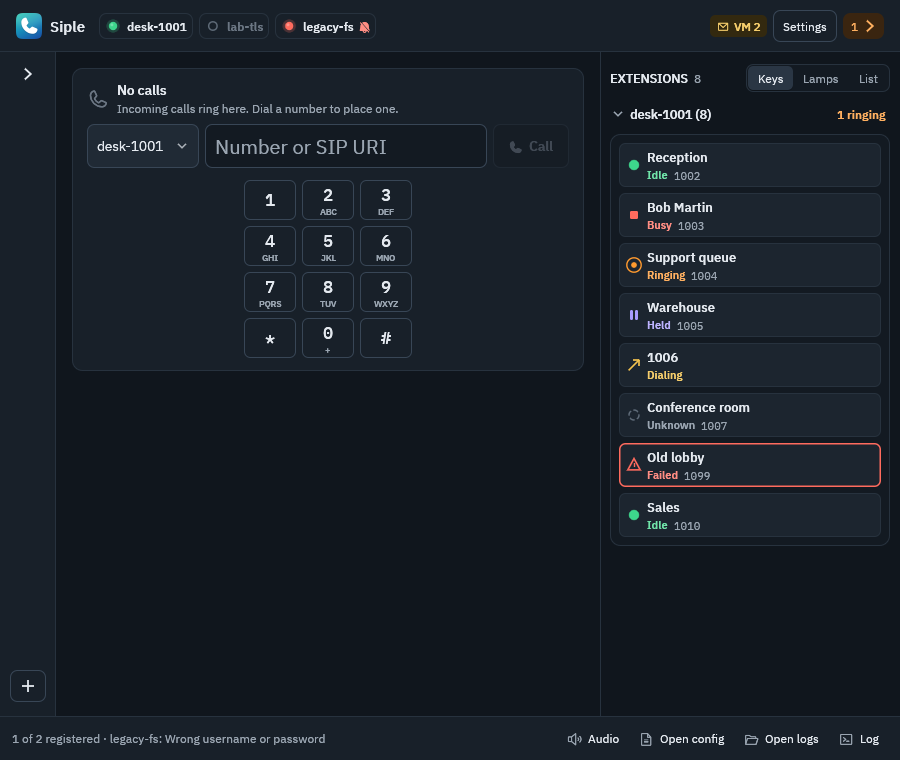 Siple
desk-1001
lab-tls
legacy-fs
VM 2
Settings
1
No calls
Incoming calls ring here. Dial a number to place one.
desk-1001
Number or SIP URI
Call
1
2
ABC
3
DEF
4
GHI
5
JKL
6
MNO
7
PQRS
8
TUV
9
WXYZ
*
0
+
#
EXTENSIONS 8
Keys
Lamps
List
desk-1001 (8)
1 ringing
Reception
Idle 1002
Bob Martin
Busy 1003
Support queue
Ringing 1004
Warehouse
Held 1005
1006
Dialing
Conference room
Unknown 1007
Old lobby
Failed 1099
Sales
Idle 1010
1 of 2 registered · legacy-fs: Wrong username or password
Audio
Open config
Open logs
Log